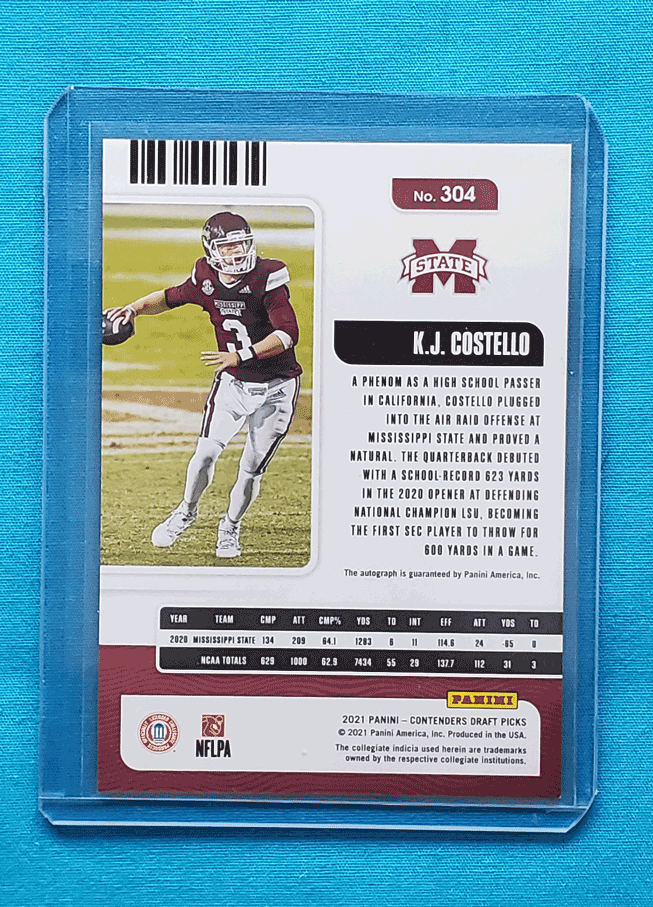 No. 304
STATE
K.J. COSTELLO
A PHENOM AS A HIGH SCHOOL PASSER
IN CALIFORNIA, COSTELLO PLUGGED
INTO THE AIR RAID OFFENSE AT
MISSISSIPPI STATE AND PROVED A
NATURAL. THE QUARTERBACK DEBUTED
WITH A SCHOOL-RECORD 623 YARDS
IN THE 2020 OPENER AT DEFENDING
NATIONAL CHAMPION LSU, BECOMING
THE FIRST SEC PLAYER TO THROW FOR
600 YARDS IN A GAME.
The autograph is guaranteed by Panini America, Inc.
MISSISSIPPI
STATE
3
YEAR TEAM CMP ATT CMP% YDS TD INT EFF ATT YDS TD
2020 MISSISSIPPI STATE 134 209 64.1 1283 6 11 114.6 24 -65 0
NCAA TOTALS 629 1000 62.9 7434 55 29 137.7 112 31 3
PANINI
2021 PANINI – CONTENDERS DRAFT PICKS
© 2021 Panini America, Inc. Produced in the USA.
The collegiate indicia used herein are trademarks
owned by the respective collegiate institutions.
NFLPA